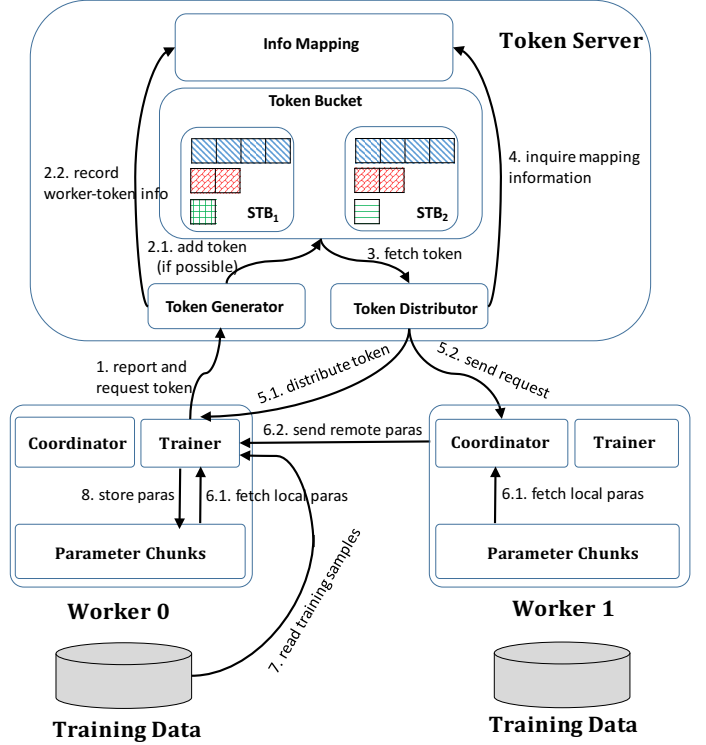 Info Mapping
Token Server
Token Bucket
STB1
STB2
2.2. record
worker-token info
4. inquire mapping
information
2.1. add token
(if possible)
3. fetch token
Token Generator
Token Distributor
1. report and
request token
5.1. distribute token
5.2. send request
Coordinator
Trainer
6.2. send remote paras
Coordinator
Trainer
8. store paras
6.1. fetch local paras
6.1. fetch local paras
Parameter Chunks
Parameter Chunks
7. read training samples
Worker 0
Worker 1
Training Data
Training Data